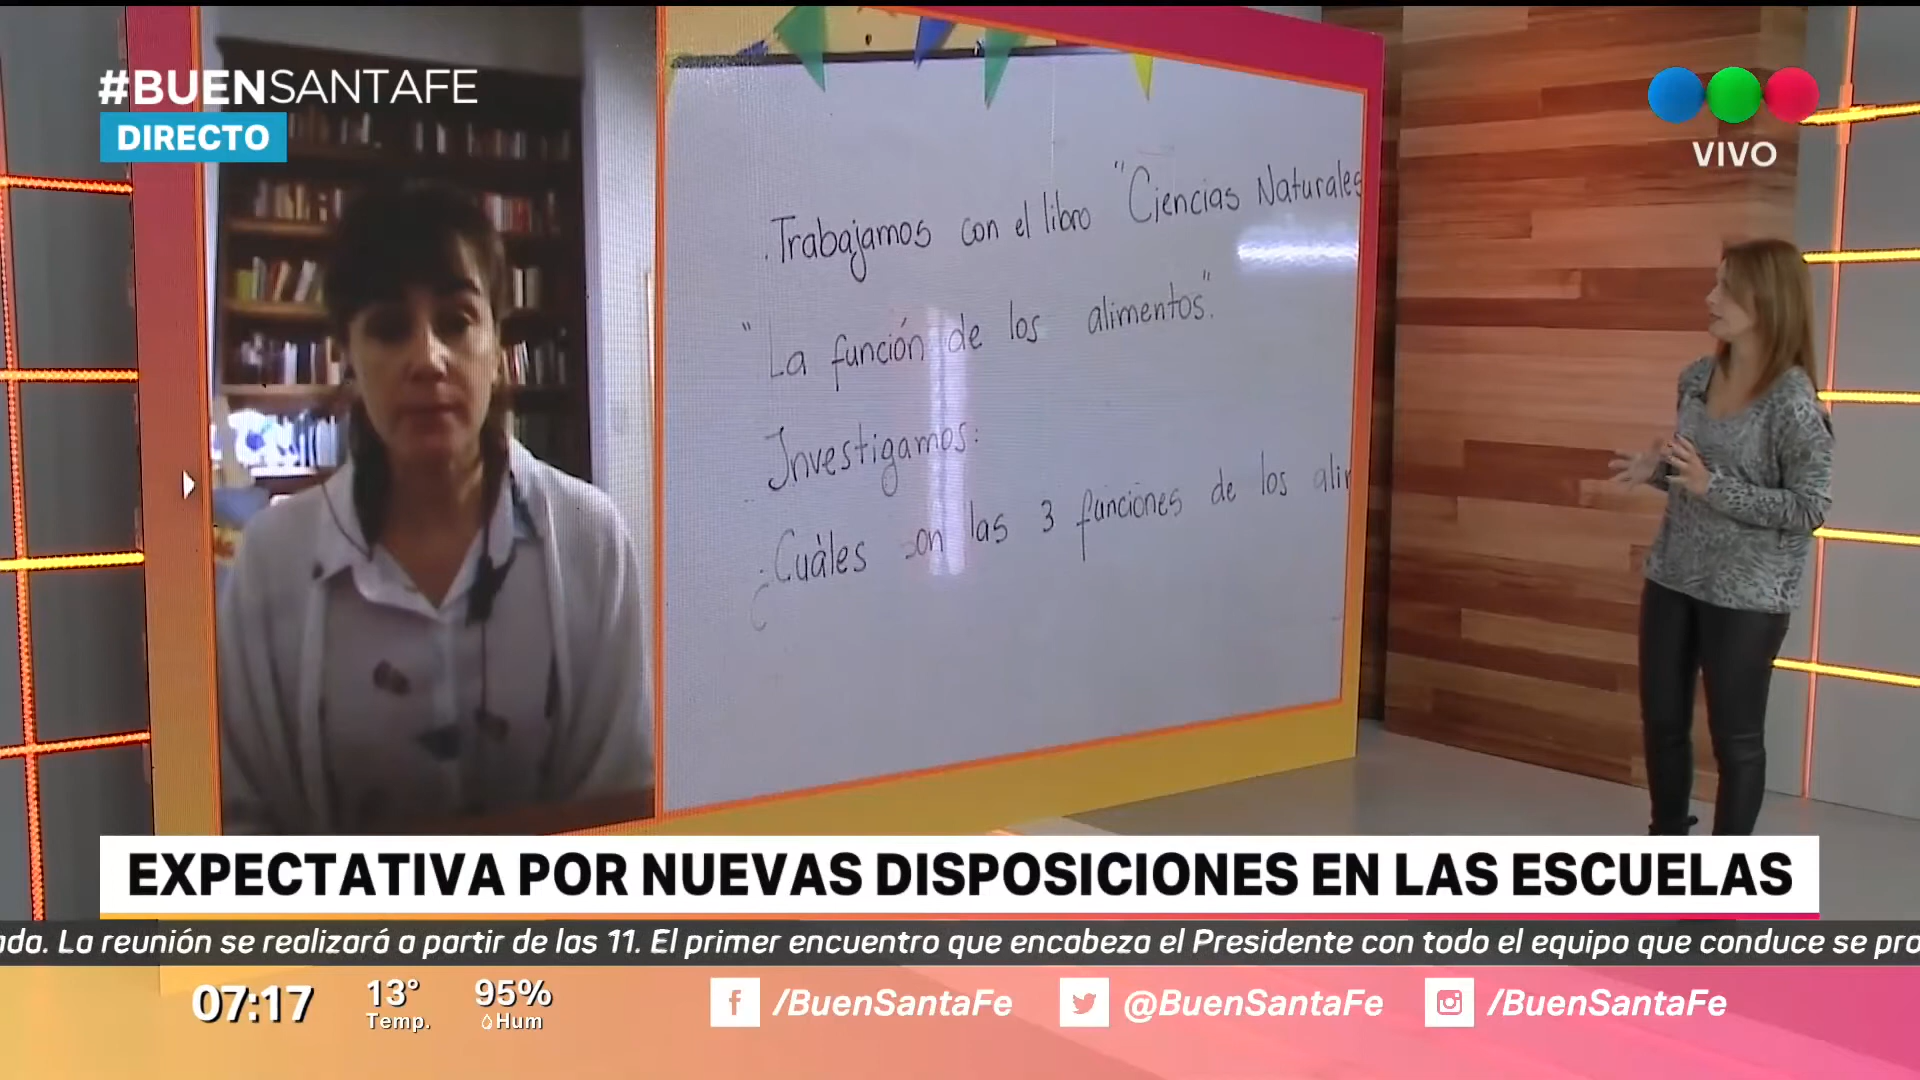 #BUENSANTAFE
DIRECTO
VIVO
.Trabajamos con el libro "Ciencias Naturales
"La función de los alimentos".
Investigamos:
¿Cuáles son las 3 funciones de los
EXPECTATIVA POR NUEVAS DISPOSICIONES EN LAS ESCUELAS
La reunión se realizará a partir de las 11. El primer encuentro que encabeza el Presidente con todo el equipo que conduce se
07:17 13° 95% /BuenSantaFe @BuenSantaFe /BuenSantaFe
Temp. Hum